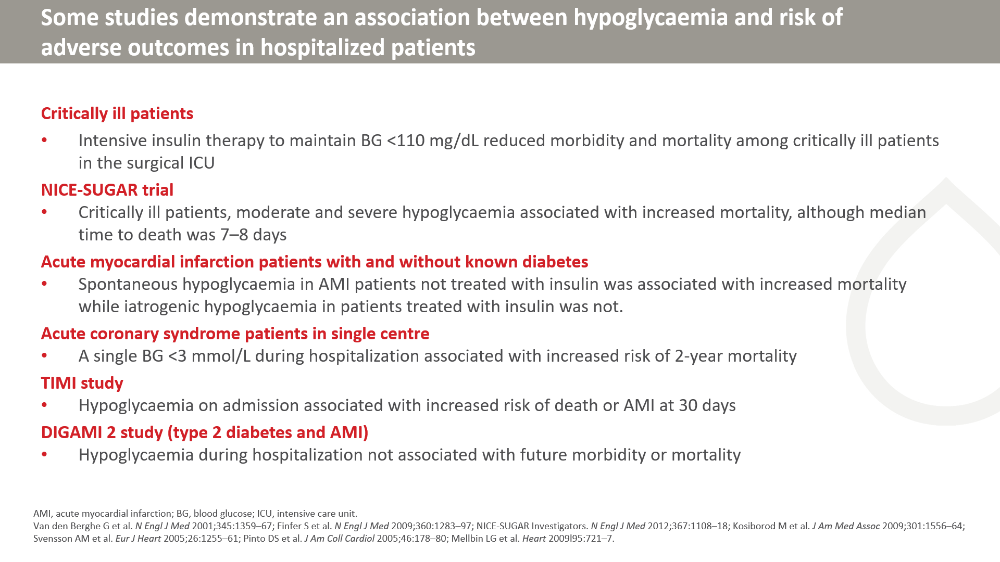 Some studies demonstrate an association between hypoglycaemia and risk of
adverse outcomes in hospitalized patients
Critically ill patients
• Intensive insulin therapy to maintain BG <110 mg/dL reduced morbidity and mortality among critically ill patients
in the surgical ICU
NICE-SUGAR trial
• Critically ill patients, moderate and severe hypoglycaemia associated with increased mortality, although median
time to death was 7–8 days
Acute myocardial infarction patients with and without known diabetes
• Spontaneous hypoglycaemia in AMI patients not treated with insulin was associated with increased mortality
while iatrogenic hypoglycaemia in patients treated with insulin was not.
Acute coronary syndrome patients in single centre
• A single BG <3 mmol/L during hospitalization associated with increased risk of 2-year mortality
TIMI study
• Hypoglycaemia on admission associated with increased risk of death or AMI at 30 days
DIGAMI 2 study (type 2 diabetes and AMI)
• Hypoglycaemia during hospitalization not associated with future morbidity or mortality
AMI, acute myocardial infarction; BG, blood glucose; ICU, intensive care unit.
Van den Berghe G et al. N Engl J Med 2001;345:1359–67; Finfer S et al. N Engl J Med 2009;360:1283–97; NICE-SUGAR Investigators. N Engl J Med 2012;367:1108–18; Kosiborod M et al. J Am Med Assoc 2009;301:1556–64;
Svensson AM et al. Eur J Heart 2005;26:1255–61; Pinto DS et al. J Am Coll Cardiol 2005;46:178–80; Mellbin LG et al. Heart 2009l95:721–7.